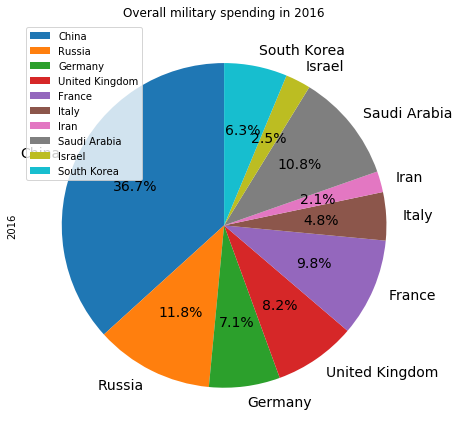 Overall military spending in 2016
China
Russia
Germany
United Kingdom
France
Italy
Iran
Saudi Arabia
Israel
South Korea
South Korea
Israel
Saudi Arabia
Iran
Italy
France
United Kingdom
Germany
Russia
China
6.3%
2.5%
10.8%
2.1%
4.8%
9.8%
8.2%
7.1%
11.8%
36.7%
2016